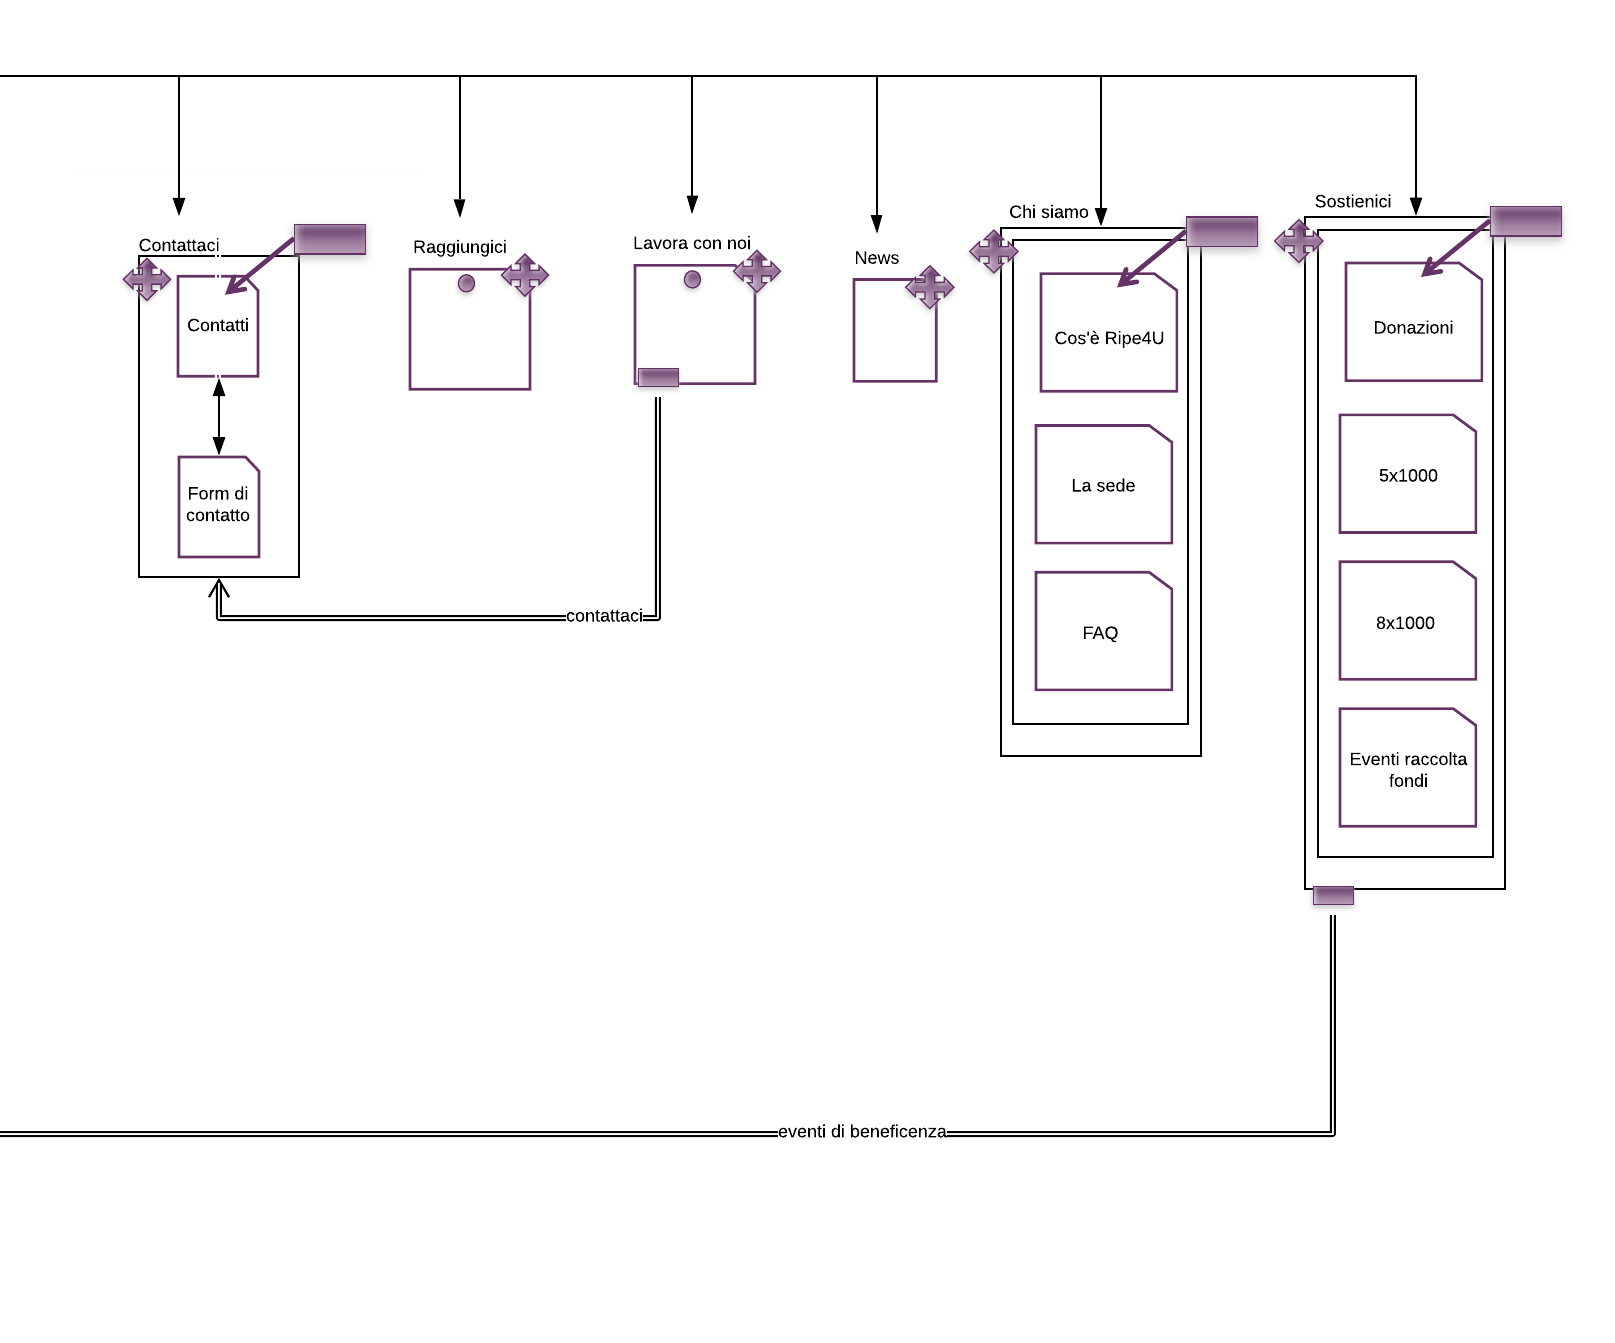 Contattaci
Contatti
Form di
contatto
Raggiungici
Lavora con noi
contattaci
News
Chi siamo
Cos'è Ripe4U
La sede
FAQ
Sostienici
Donazioni
5x1000
8x1000
Eventi raccolta
fondi
eventi di beneficenza